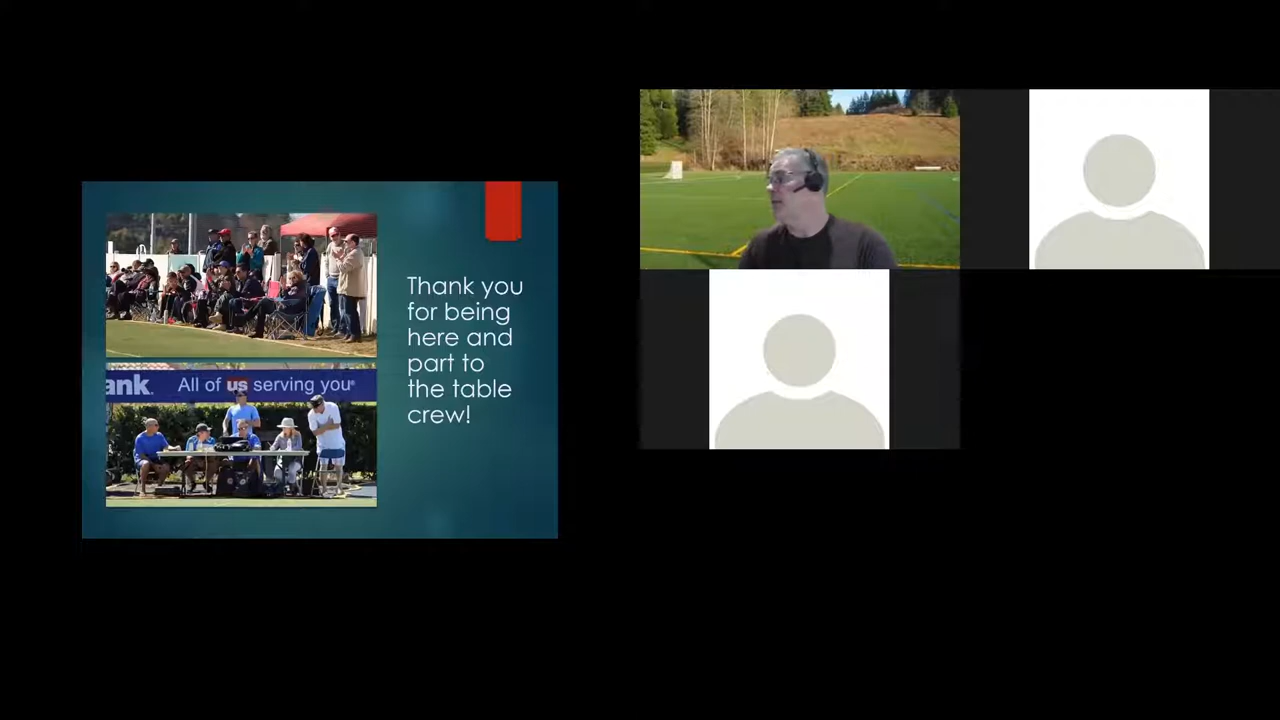 Thank you
for being
here and
part to
the table
crew!
ank. All of us serving you®